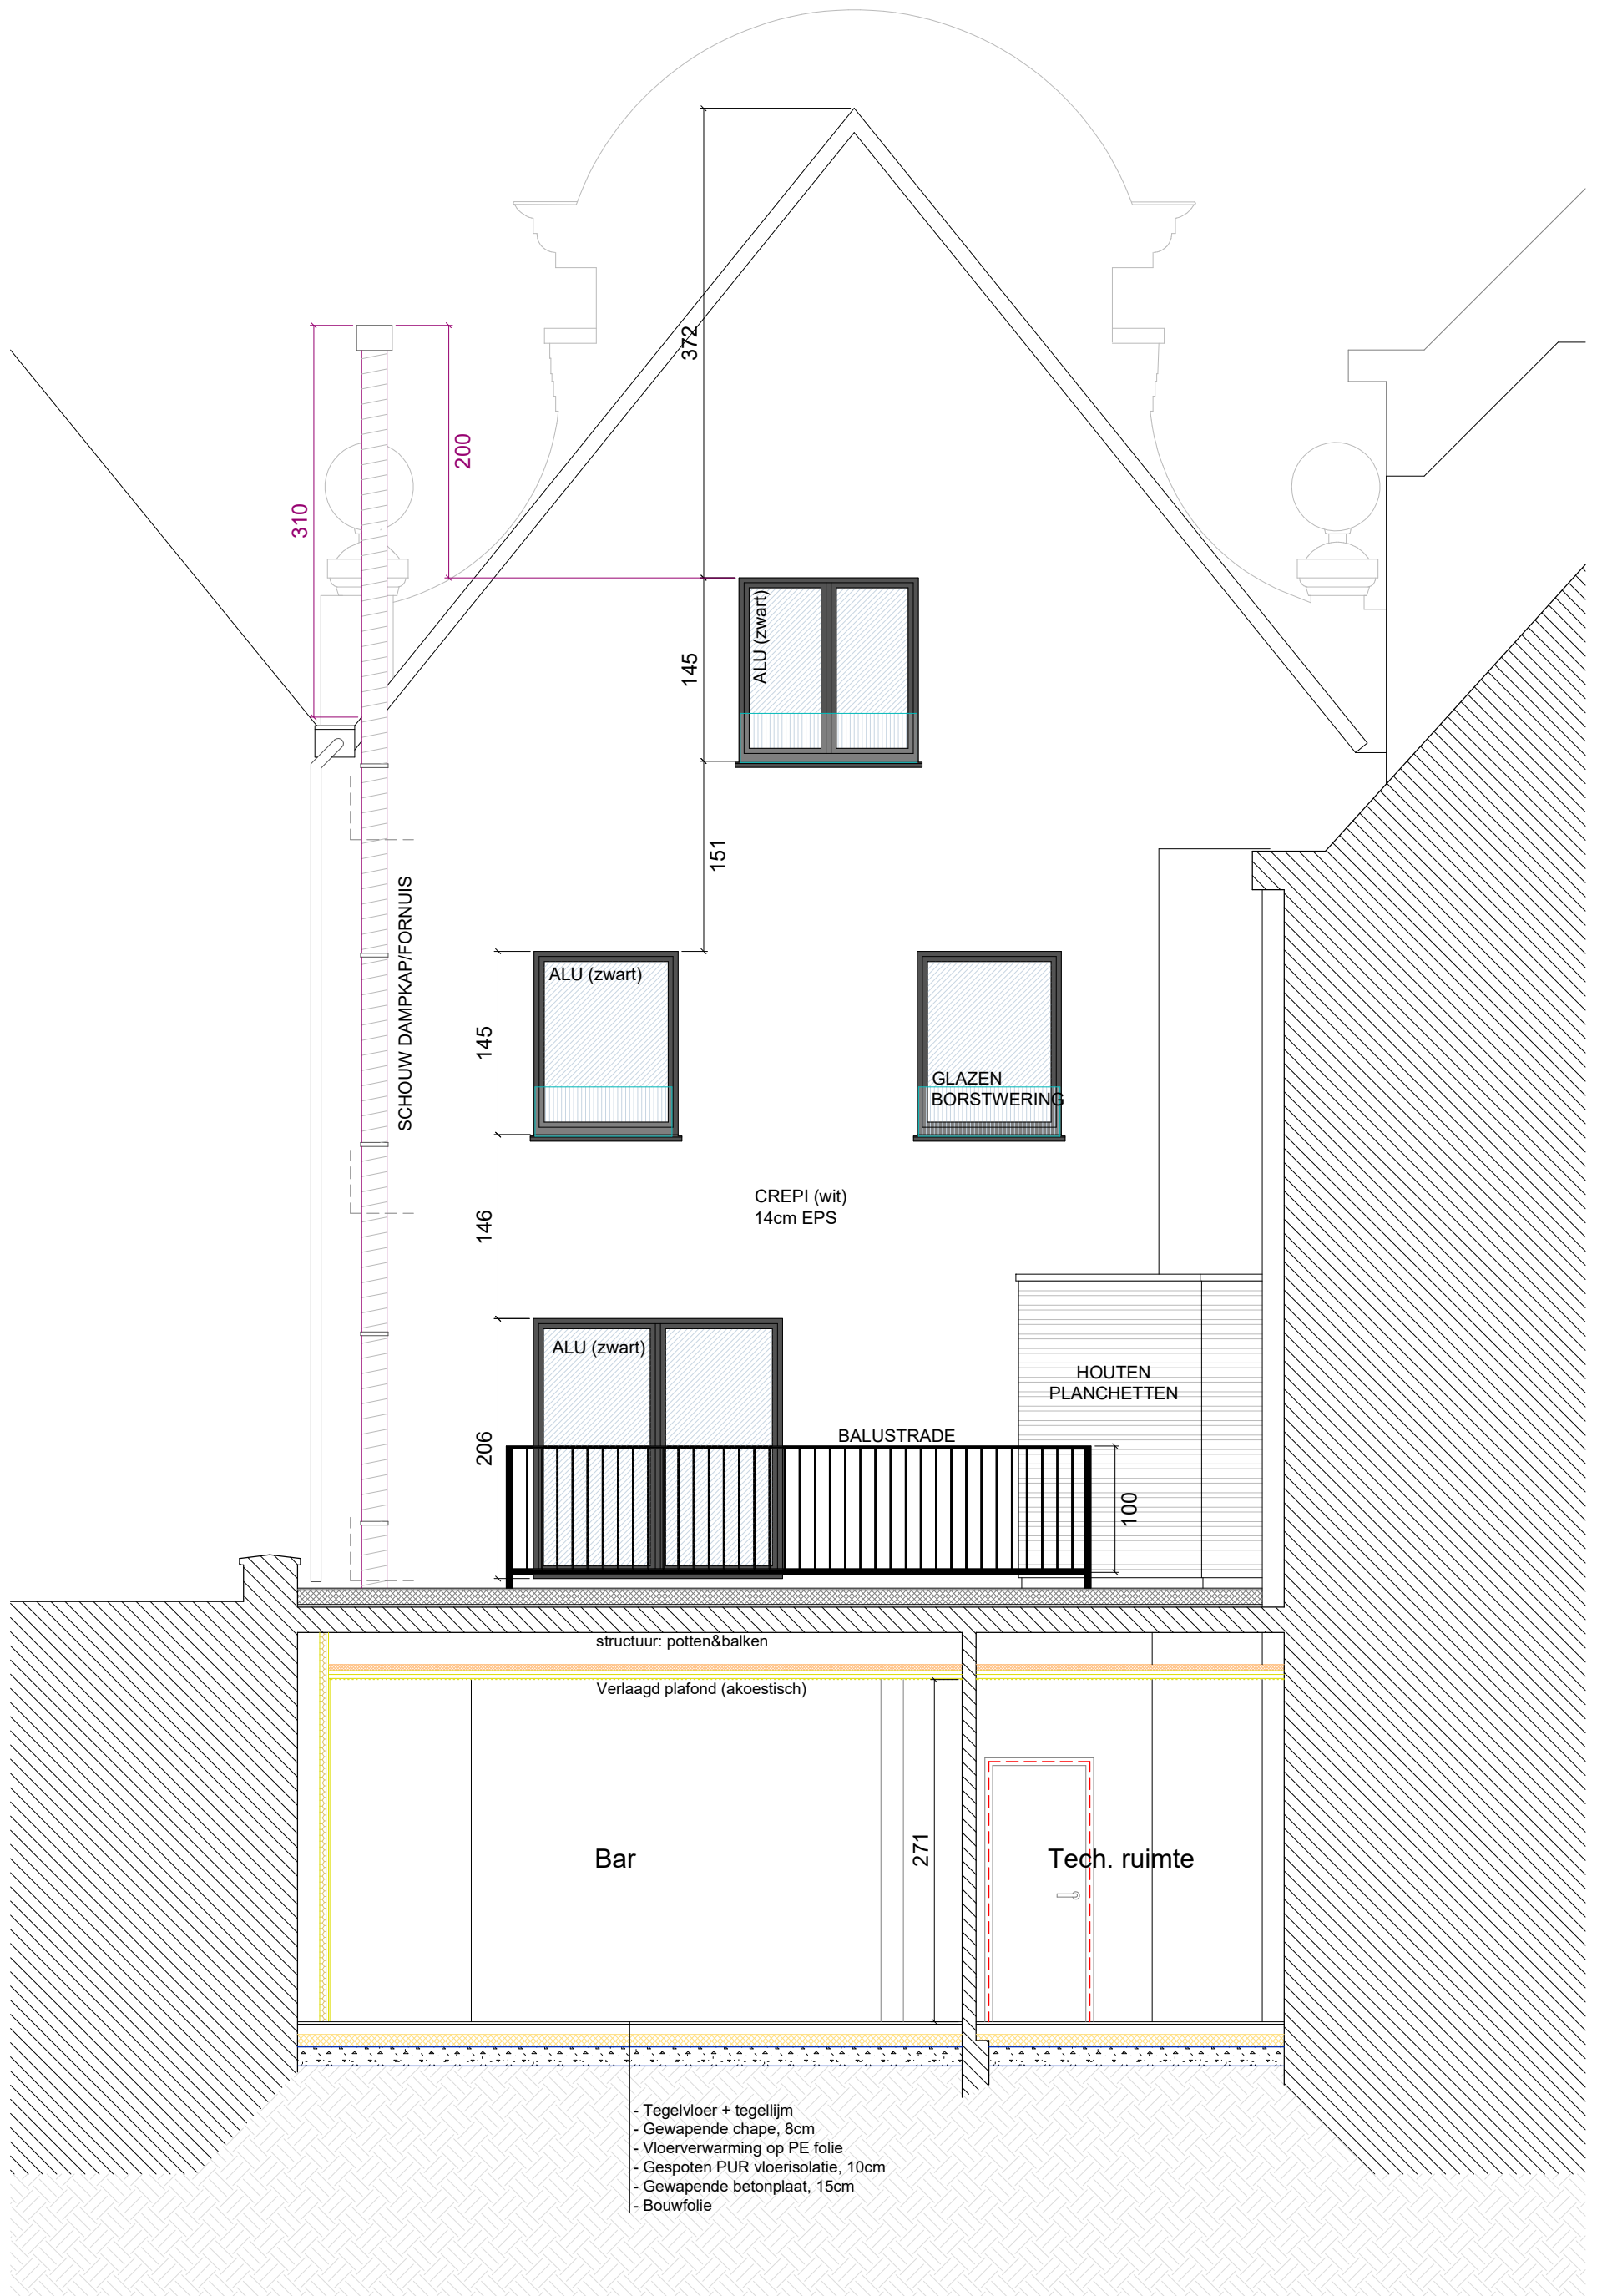 372
200
310
ALU (zwart)
145
151
SCHOUW DAMPKAP/FORNUIS
ALU (zwart)
145
GLAZEN
BORSTWERING
CREPI (wit)
14cm EPS
146
ALU (zwart)
HOUTEN
PLANCHETTEN
BALUSTRADE
206
100
structuur: potten&balken
Verlaagd plafond (akoestisch)
271
Bar
Tech. ruimte
- Tegelvloer + tegellijm
- Gewapende chape, 8cm
- Vloerverwarming op PE folie
- Gespoten PUR vloerisolatie, 10cm
- Gewapende betonplaat, 15cm
- Bouwfolie